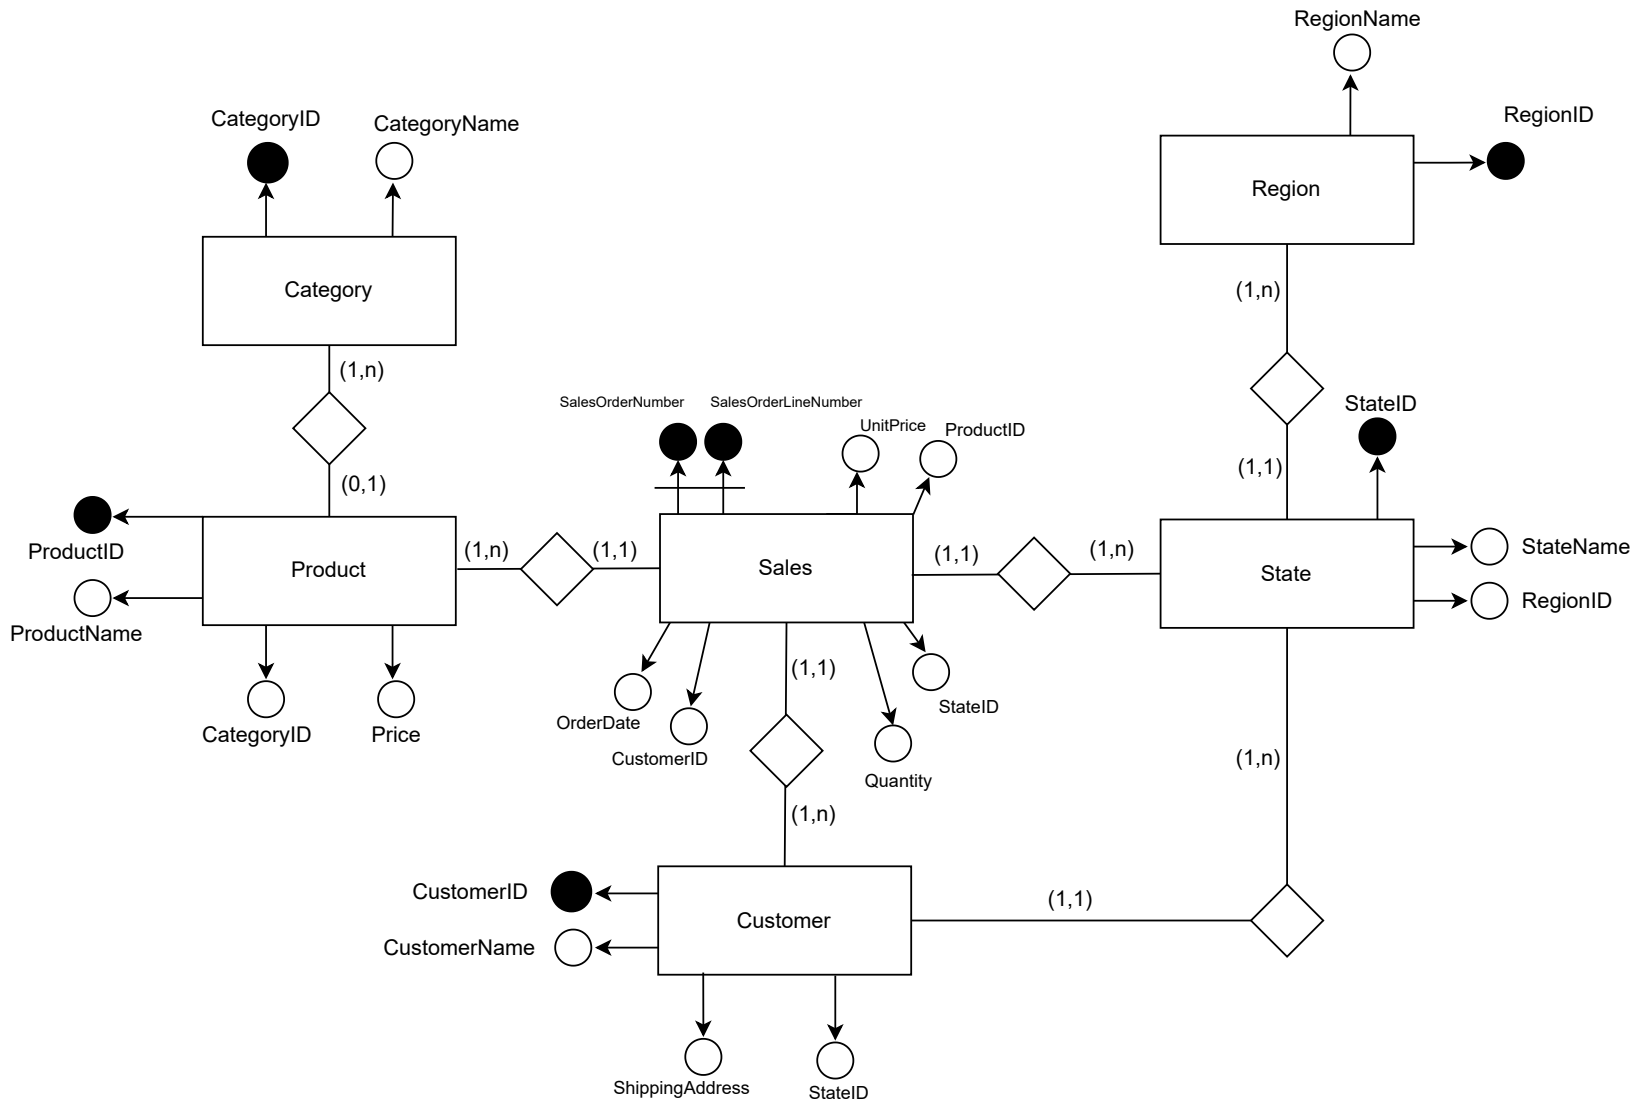 RegionName
RegionID
CategoryID
CategoryName
Region
Category
(1,n)
(1,n)
SalesOrderNumber
SalesOrderLineNumber
UnitPrice
ProductID
StateID
(1,1)
(0,1)
ProductID
ProductName
Product
(1,n)
(1,1)
Sales
(1,1)
(1,n)
State
StateName
RegionID
CategoryID
Price
OrderDate
CustomerID
(1,1)
StateID
Quantity
(1,n)
(1,n)
CustomerID
CustomerName
Customer
(1,1)
ShippingAddress
StateID